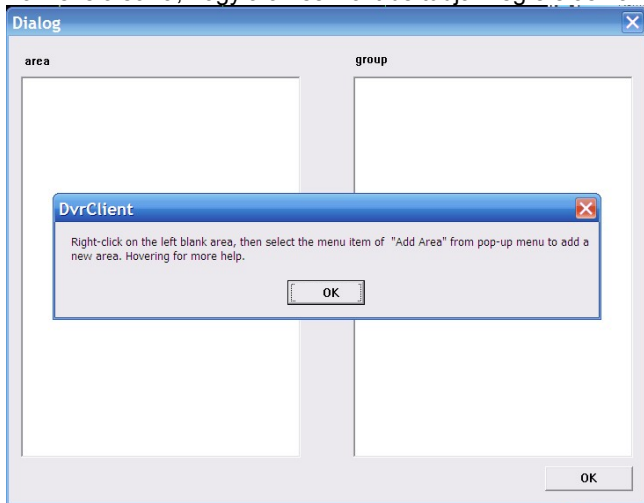 Dialog
area
group
DvrClient
Right-click on the left blank area, then select the menu item of "Add Area" from pop-up menu to add a
new area. Hovering for more help.
OK
OK